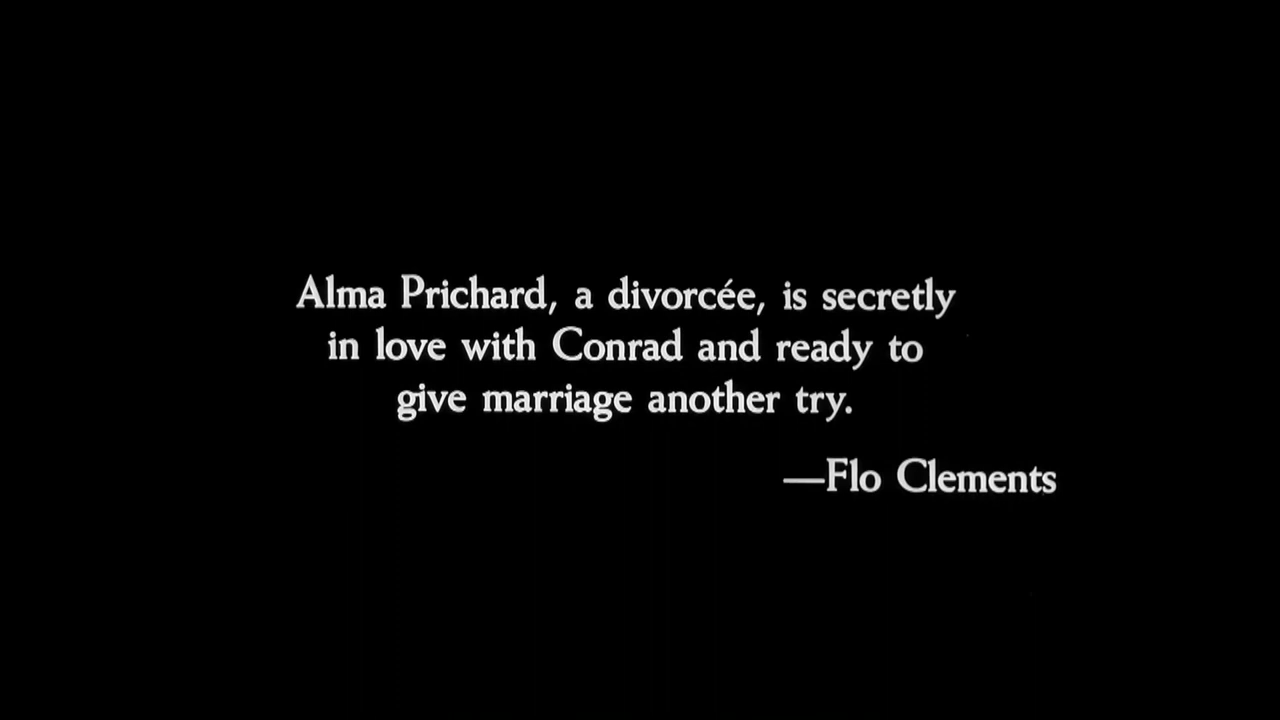 Alma Prichard, a divorcée, is secretly
in love with Conrad and ready to
give marriage another try.
—Flo Clements